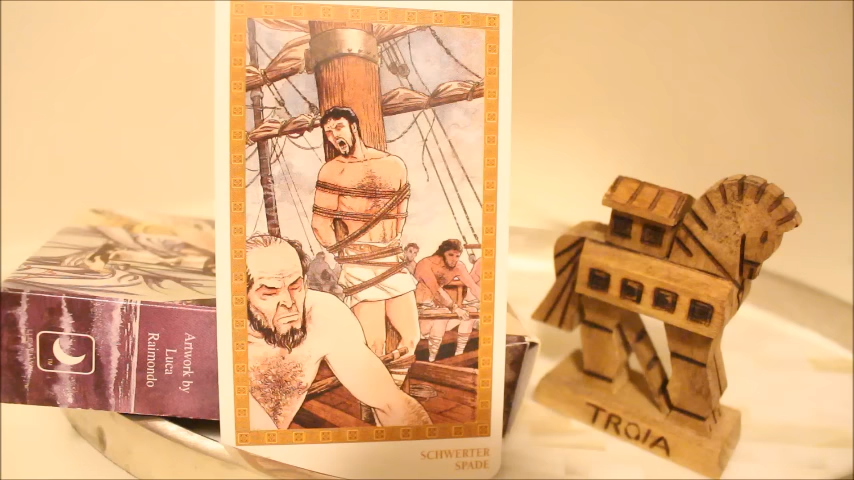 Artwork by
Luca
Raimondo
SCHWERTER
SPADE
TROIA